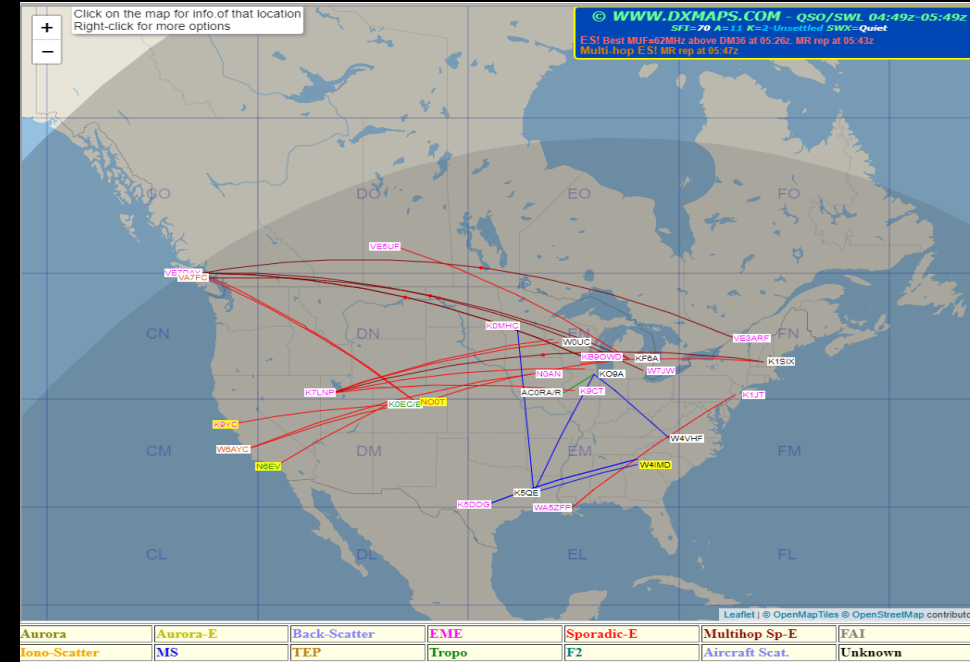 +
−
Click on the map for info.of that location
Right-click for more options
© WWW.DXMAPS.COM - QSO/SWL 04:49z-05:49z
SFI=70 A=11 K=2-Unsettled SWX=Quiet
ES! Best MUF=62MHz above DM36 at 05:26z. MR rep at 05:43z
Multi-hop ES! MR rep at 05:47z
CO
DO
EO
FO
VE5UF
VA7FC
K0MHC
CN
DN
EN
FN
VE3ARF
W0UC
KB9OWD
KF6A
K1SIX
N0AN
KO9A
W7JW
K7LNP
AC0RA/R
K9CT
K1JT
K0EC/B
NO0T
K9YC
W4VHF
W6AYC
CM
DM
EM
FM
N6EV
W4IMD
K5QE
WA5ZFP
CL
DL
EL
FL
Leaflet | © OpenMapTiles © OpenStreetMap contributo
Aurora
Aurora-E
Back-Scatter
EME
Sporadic-E
Multihop Sp-E
FAI
Iono-Scatter
MS
TEP
Tropo
F2
Aircraft Scat.
Unknown